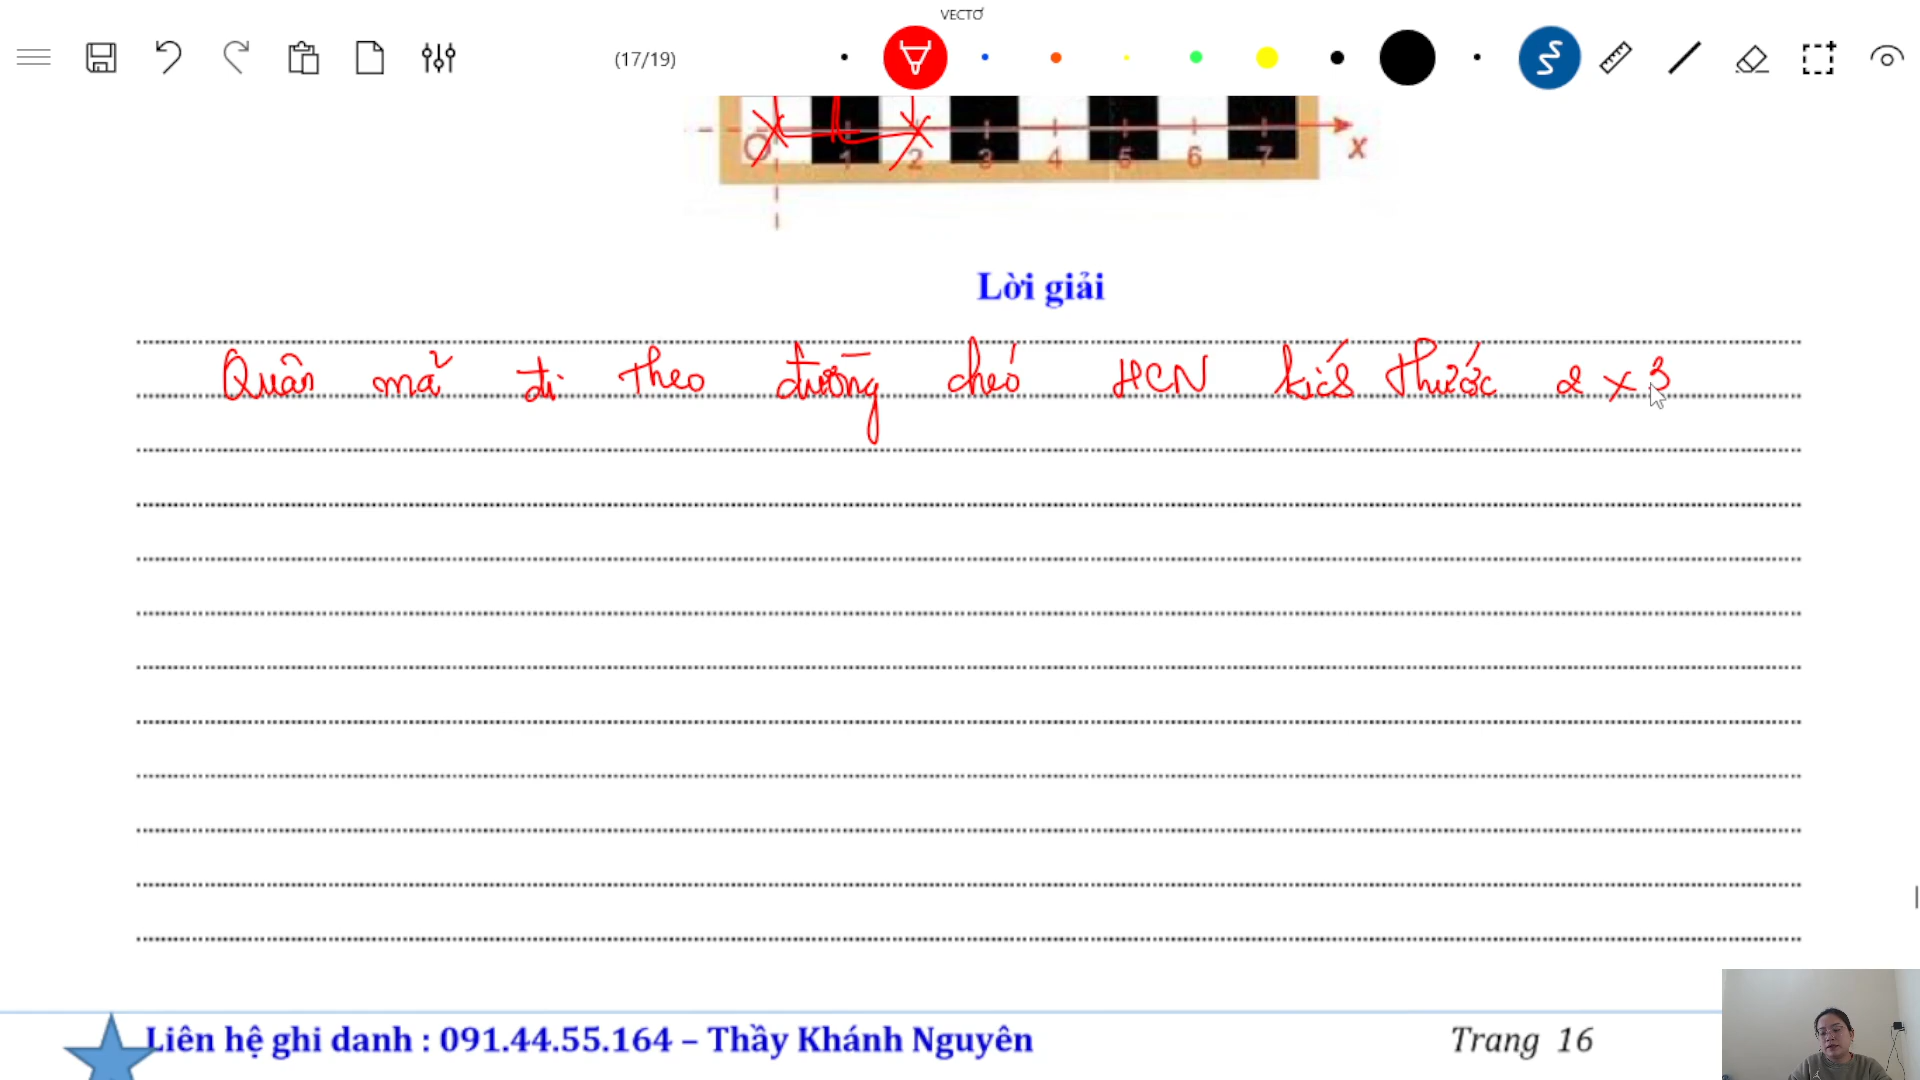 VECTƠ
(17/19)
O 1 2 3 4 5 6 7 x
Lời giải
Quân mã đi theo đường chéo HCN kích thước 2 x 3
Liên hệ ghi danh : 091.44.55.164 – Thầy Khánh Nguyên
Trang 16